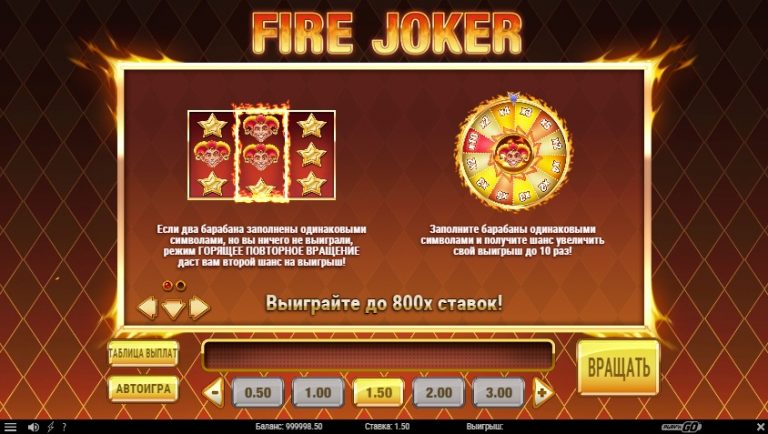 FIRE JOKER
Если два барабана заполнены одинаковыми
символами, но вы ничего не выиграли,
режим ГОРЯЩЕЕ ПОВТОРНОЕ ВРАЩЕНИЕ
даст вам второй шанс на выигрыш!
Заполните барабаны одинаковыми
символами и получите шанс увеличить
свой выигрыш до 10 раз!
Выиграйте до 800x ставок!
ТАБЛИЦА ВЫПЛАТ
АВТОИГРА
- 0.50 1.00 1.50 2.00 3.00 +
ВРАЩАТЬ
Баланс: 999998.50 Ставка: 1.50 Выигрыш:
PLAY'N GO